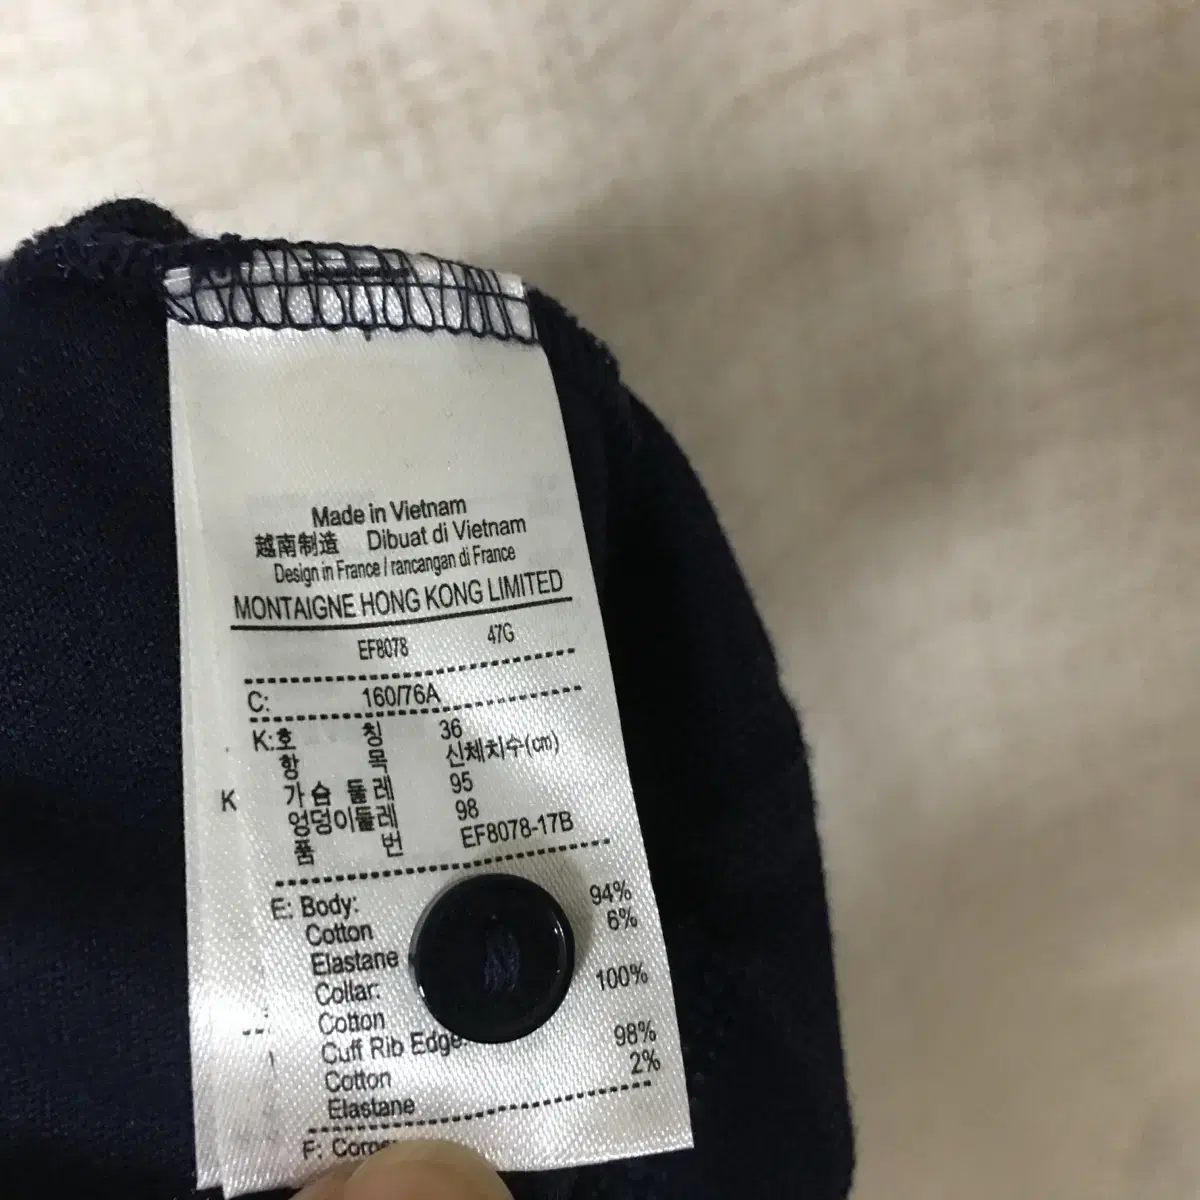 Made in Vietnam
越南制造 Dibuat di Vietnam
Design in France / rancangan di France
MONTAIGNE HONG KONG LIMITED
EF8078 47G
C: 160/76A
K:호 칭 36
항 목 신체치수(㎝)
K 가 슴 둘 레 95
엉덩이둘레 98
품 번 EF8078-17B
E: Body:
Cotton 94%
Elastane 6%
Collar:
Cotton 100%
Cuff Rib Edge:
Cotton 98%
Elastane 2%
F: